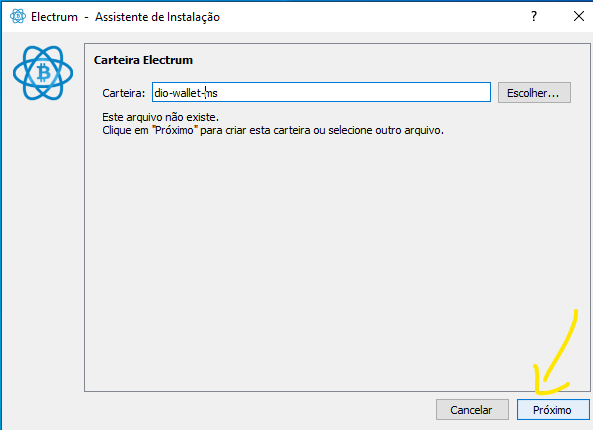 Electrum - Assistente de Instalação
Carteira Electrum
Carteira: dio-wallet-ms Escolher...
Este arquivo não existe.
Clique em "Próximo" para criar esta carteira ou selecione outro arquivo.
Cancelar Próximo